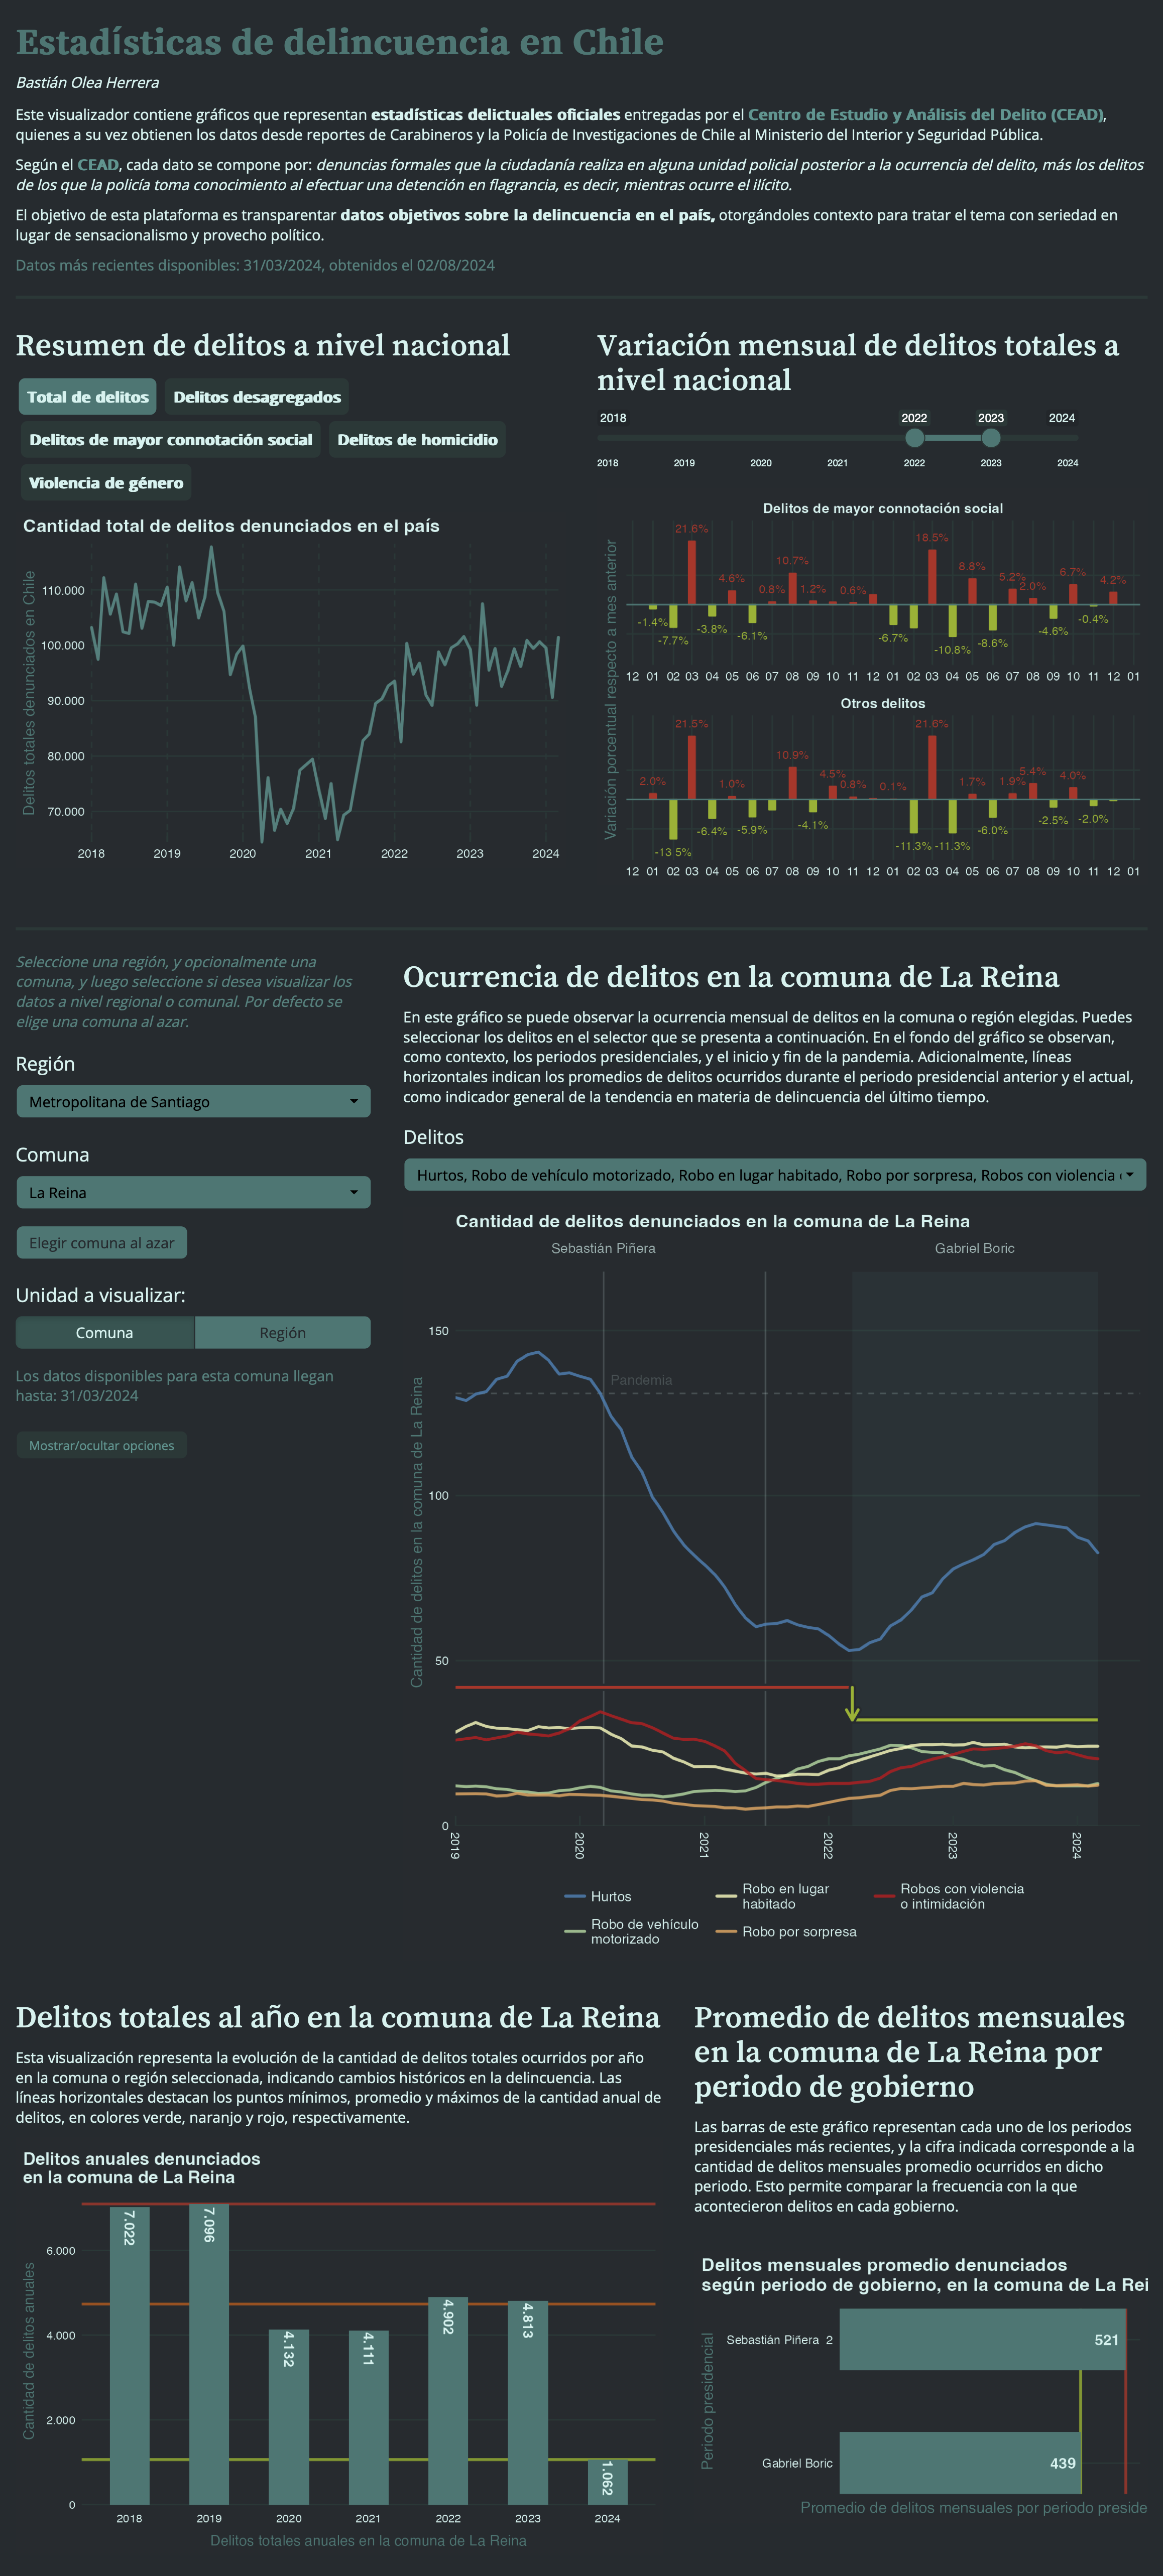 Estadísticas de delincuencia en Chile
Bastián Olea Herrera
Este visualizador contiene gráficos que representan estadísticas delictuales oficiales entregadas por el Centro de Estudio y Análisis del Delito (CEAD),
quienes a su vez obtienen los datos desde reportes de Carabineros y la Policía de Investigaciones de Chile al Ministerio del Interior y Seguridad Pública.
Según el CEAD, cada dato se compone por: denuncias formales que la ciudadanía realiza en alguna unidad policial posterior a la ocurrencia del delito, más los delitos
de los que la policía toma conocimiento al efectuar una detención en flagrancia, es decir, mientras ocurre el ilícito.
El objetivo de esta plataforma es transparentar datos objetivos sobre la delincuencia en el país, otorgándoles contexto para tratar el tema con seriedad en
lugar de sensacionalismo y provecho político.
Datos más recientes disponibles: 31/03/2024, obtenidos el 02/08/2024
Resumen de delitos a nivel nacional
Total de delitos
Delitos desagregados
Delitos de mayor connotación social
Delitos de homicidio
Violencia de género
Cantidad total de delitos denunciados en el país
Delitos totales denunciados en Chile
110.000
100.000
90.000
80.000
70.000
2018 2019 2020 2021 2022 2023 2024
Variación mensual de delitos totales a
nivel nacional
2018 2022 2023 2024
2018 2019 2020 2021 2022 2023 2024
Variación porcentual respecto a mes anterior
Delitos de mayor connotación social
21.6% 18.5%
10.7% 8.8%
4.6% 0.8% 1.2% 0.6% 5.2% 2.0% 6.7% 4.2%
-1.4% -7.7% -3.8% -6.1% -6.7% -10.8% -8.6% -4.6% -0.4%
12 01 02 03 04 05 06 07 08 09 10 11 12 01 02 03 04 05 06 07 08 09 10 11 12 01
Otros delitos
21.5% 21.6%
2.0% 1.0% 10.9% 4.5% 0.8% 0.1% 1.7% 1.9% 5.4% 4.0%
-13.5% -6.4% -5.9% -4.1% -11.3% -11.3% -6.0% -2.5% -2.0%
12 01 02 03 04 05 06 07 08 09 10 11 12 01 02 03 04 05 06 07 08 09 10 11 12 01
Seleccione una región, y opcionalmente una
comuna, y luego seleccione si desea visualizar los
datos a nivel regional o comunal. Por defecto se
elige una comuna al azar.
Región
Metropolitana de Santiago
Comuna
La Reina
Elegir comuna al azar
Unidad a visualizar:
Comuna Región
Los datos disponibles para esta comuna llegan
hasta: 31/03/2024
Mostrar/ocultar opciones
Ocurrencia de delitos en la comuna de La Reina
En este gráfico se puede observar la ocurrencia mensual de delitos en la comuna o región elegidas. Puedes
seleccionar los delitos en el selector que se presenta a continuación. En el fondo del gráfico se observan,
como contexto, los periodos presidenciales, y el inicio y fin de la pandemia. Adicionalmente, líneas
horizontales indican los promedios de delitos ocurridos durante el periodo presidencial anterior y el actual,
como indicador general de la tendencia en materia de delincuencia del último tiempo.
Delitos
Hurtos, Robo de vehículo motorizado, Robo en lugar habitado, Robo por sorpresa, Robos con violencia
Cantidad de delitos denunciados en la comuna de La Reina
Sebastián Piñera Gabriel Boric
Pandemia
Cantidad de delitos en la comuna de La Reina
150
100
50
0
2019 2020 2021 2022 2023 2024
Hurtos
Robo en lugar
habitado
Robos con violencia
o intimidación
Robo de vehículo
motorizado
Robo por sorpresa
Delitos totales al año en la comuna de La Reina
Esta visualización representa la evolución de la cantidad de delitos totales ocurridos por año
en la comuna o región seleccionada, indicando cambios históricos en la delincuencia. Las
líneas horizontales destacan los puntos mínimos, promedio y máximos de la cantidad anual de
delitos, en colores verde, naranjo y rojo, respectivamente.
Delitos anuales denunciados
en la comuna de La Reina
Cantidad de delitos anuales
6.000
4.000
2.000
0
7.022 7.096 4.132 4.111 4.902 4.813 1.062
2018 2019 2020 2021 2022 2023 2024
Delitos totales anuales en la comuna de La Reina
Promedio de delitos mensuales
en la comuna de La Reina por
periodo de gobierno
Las barras de este gráfico representan cada uno de los periodos
presidenciales más recientes, y la cifra indicada corresponde a la
cantidad de delitos mensuales promedio ocurridos en dicho
periodo. Esto permite comparar la frecuencia con la que
acontecieron delitos en cada gobierno.
Delitos mensuales promedio denunciados
según periodo de gobierno, en la comuna de La Rei
Periodo presidencial
Sebastián Piñera 2 521
Gabriel Boric 439
Promedio de delitos mensuales por periodo preside